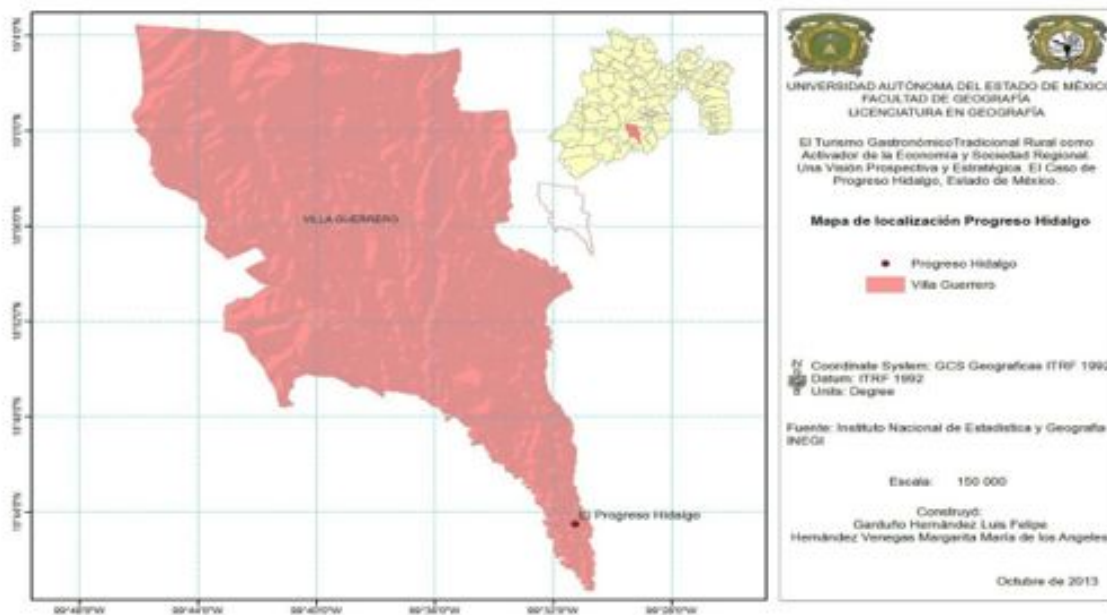 VILLA GUERRERO
El Progreso Hidalgo
UNIVERSIDAD AUTÓNOMA DEL ESTADO DE MÉXICO
FACULTAD DE GEOGRAFÍA
LICENCIATURA EN GEOGRAFÍA
El Turismo GastronómicoTradicional Rural como
Activador de la Economía y Sociedad Regional.
Una Visión Prospectiva y Estratégica. El Caso de
Progreso Hidalgo, Estado de México.
Mapa de localización Progreso Hidalgo
Progreso Hidalgo
Villa Guerrero
Coordinate System: GCS Geograficas ITRF 1992
Datum: ITRF 1992
Units: Degree
Fuente: Instituto Nacional de Estadistica y Geografia
INEGI
Escala: 150 000
Construyó:
Garduño Hernández Luis Felipe
Hernández Venegas Margarita María de los Angeles
Octubre de 2013